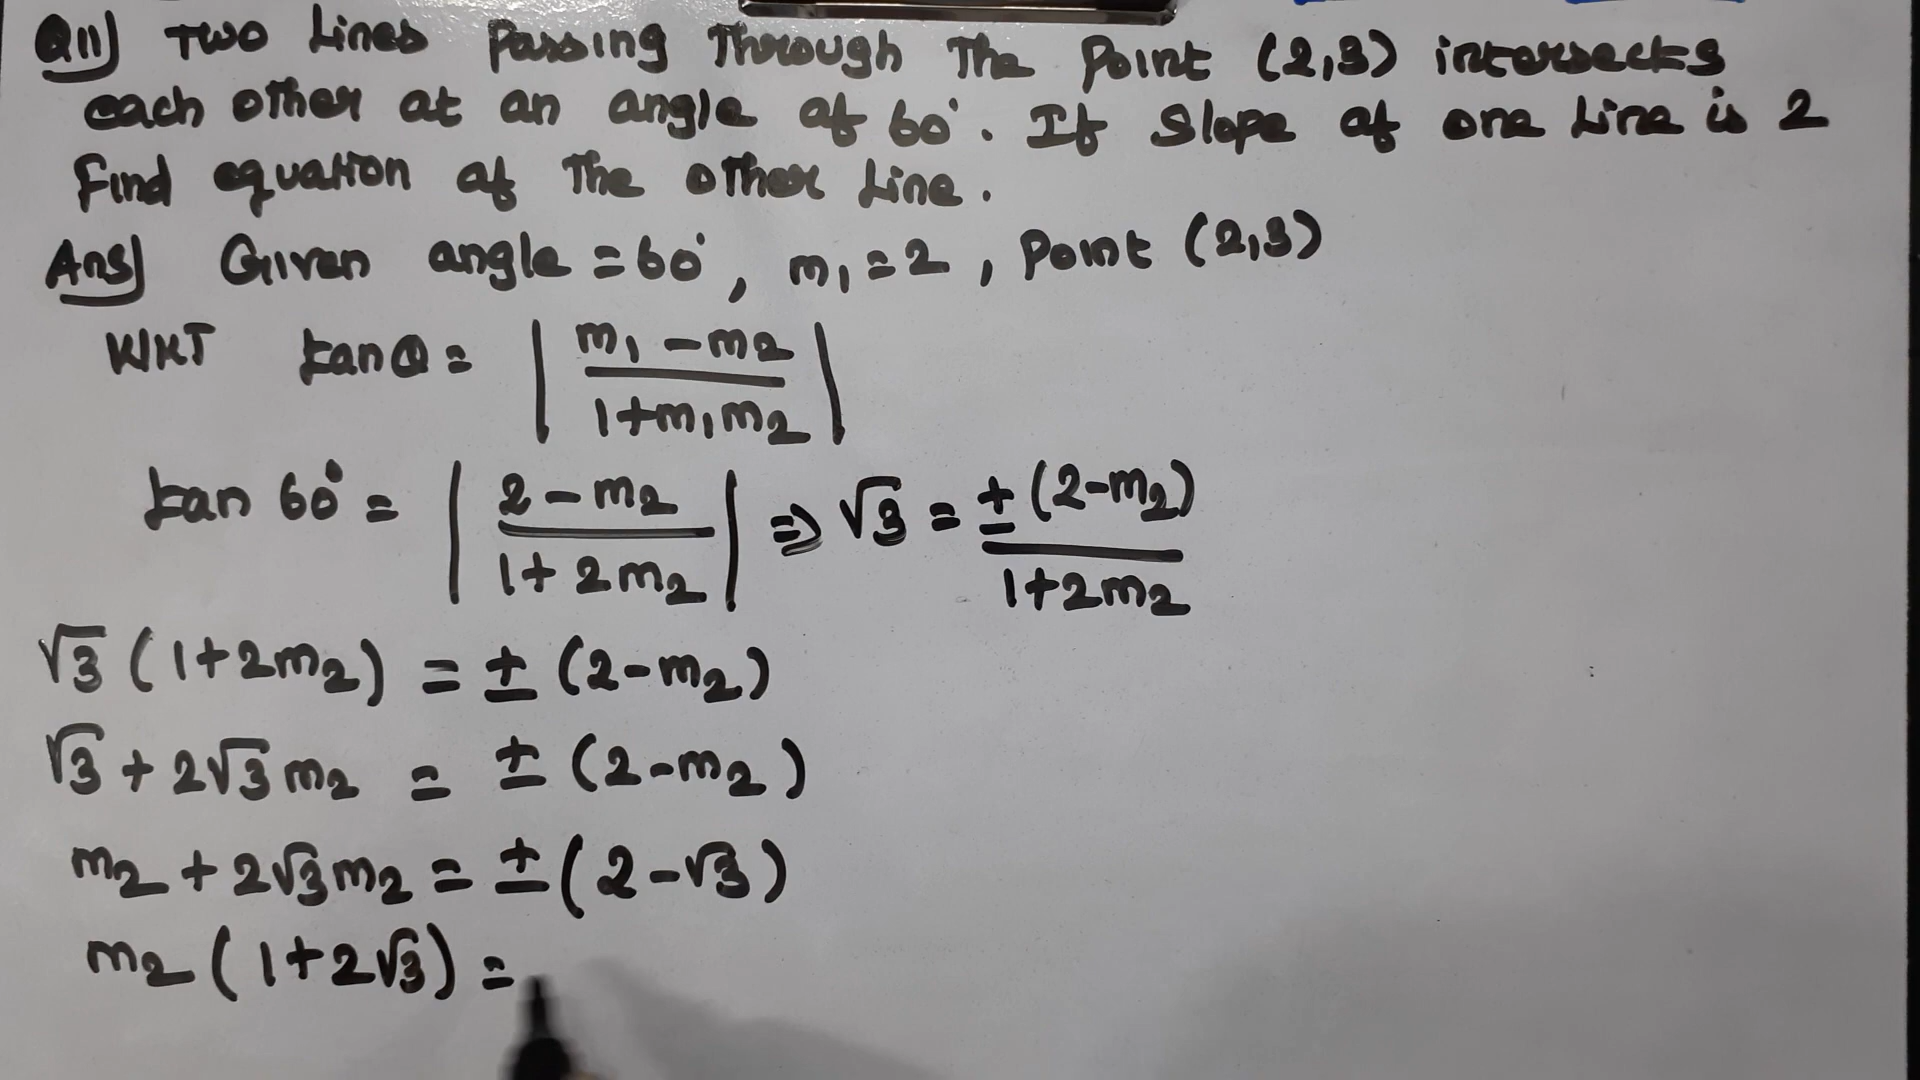 Q11) Two Lines Passing Through The Point (2,3) intersects
each other at an angle of 60°. If Slope of one Line is 2
Find equation of The other Line.
Ans) Given angle = 60°, m₁ = 2, Point (2,3)
WKT tanθ = | m₁ - m₂ / 1 + m₁m₂ |
tan 60° = | 2 - m₂ / 1 + 2m₂ | ⇒ √3 = ± (2 - m₂) / 1 + 2m₂
√3 (1 + 2m₂) = ± (2 - m₂)
√3 + 2√3 m₂ = ± (2 - m₂)
m₂ + 2√3 m₂ = ± (2 - √3)
m₂ (1 + 2√3) =